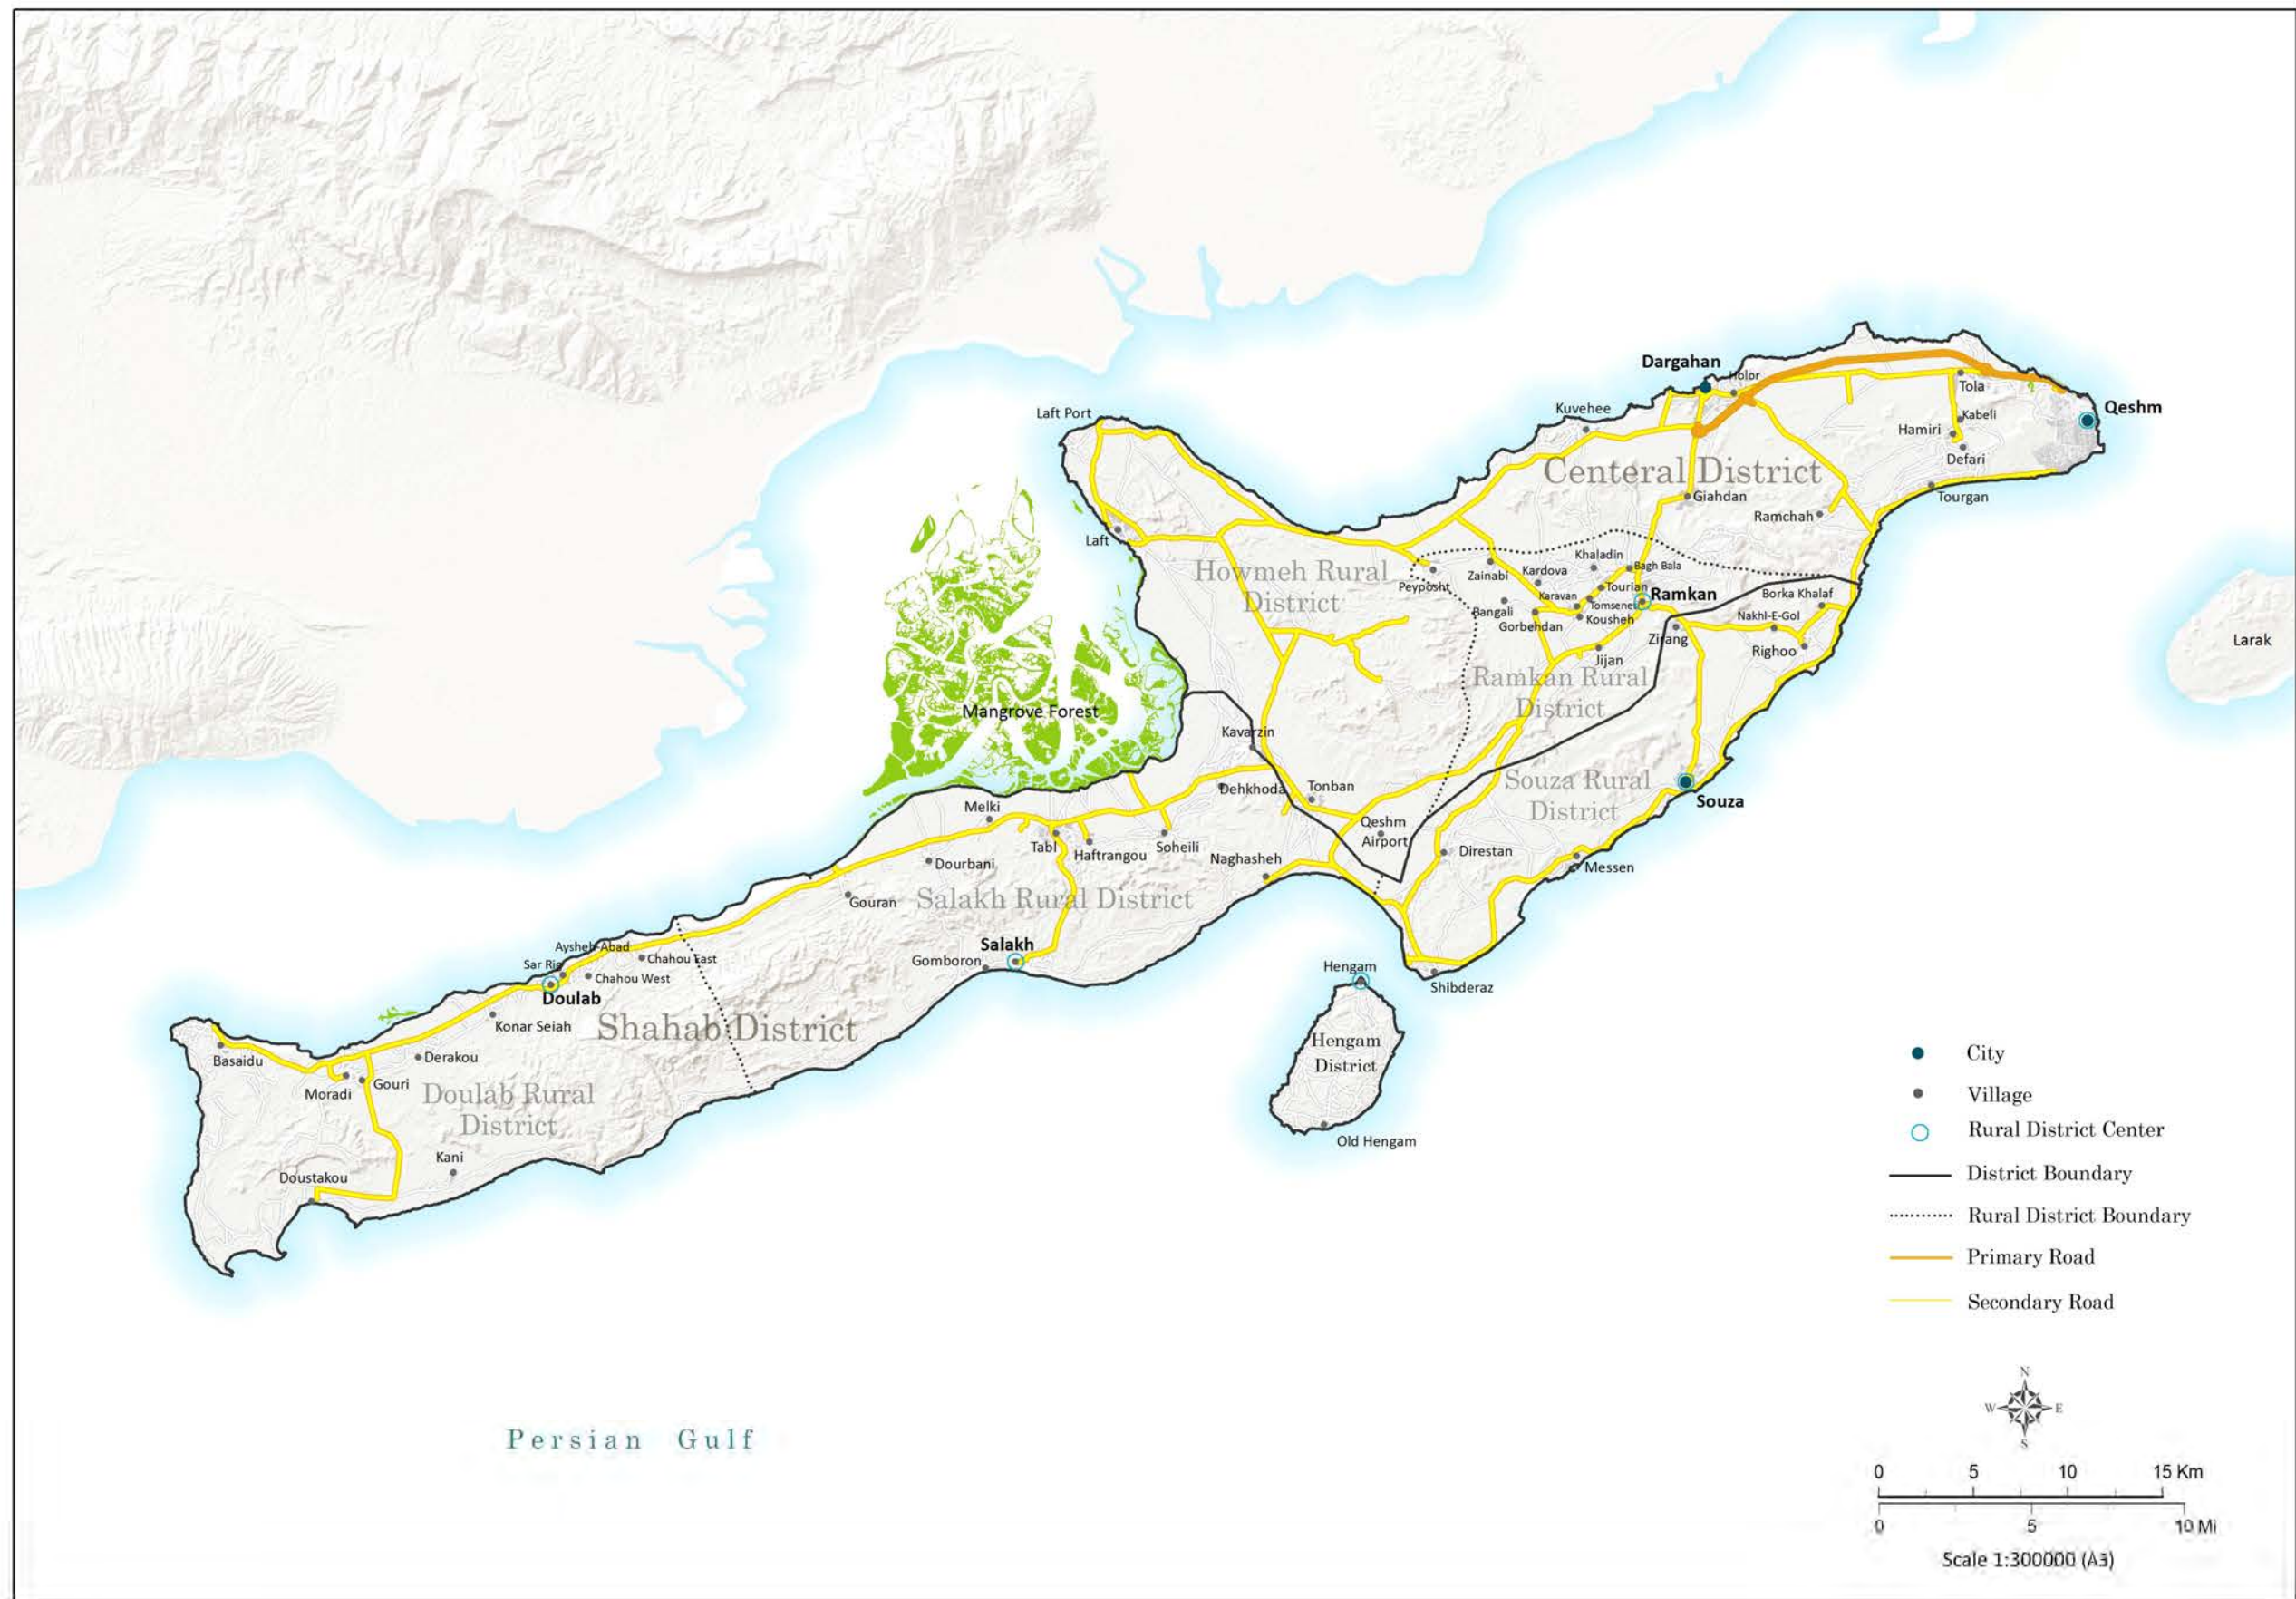 Dargahan
Holor
Tola
Qeshm
Laft Port
Kuvehee
Kabeli
Hamiri
Defari
Centeral District
Giahdan
Tourgan
Ramchah
Laft
Khaladin
Howmeh Rural
District
Peyposht
Zainabi
Kardova
Bagh Bala
Tourian
Karavan
Tomsenei
Ramkan
Borka Khalaf
Bangali
Gorbehdan
Kousheh
Nakhl-E-Gol
Zirang
Righoo
Larak
Jijan
Ramkan Rural
District
Mangrove Forest
Kavarzin
Dehkhoda
Tonban
Souza Rural
District
Souza
Melki
Qeshm
Airport
Tabl
Haftrangou
Soheili
Naghasheh
Direstan
Messen
Dourbani
Gouran
Salakh Rural District
Salakh
Gomboron
Aysheh-Abad
Chahou East
Sar Rig
Chahou West
Doulab
Konar Seiah
Shahab District
Hengam
Shibderaz
Hengam
District
Old Hengam
Basaidu
Derakou
Moradi
Gouri
Doulab Rural
District
Kani
Doustakou
Persian Gulf
City
Village
Rural District Center
District Boundary
Rural District Boundary
Primary Road
Secondary Road
N
W E
S
0 5 10 15 Km
0 5 10 Mi
Scale 1:300000 (A3)